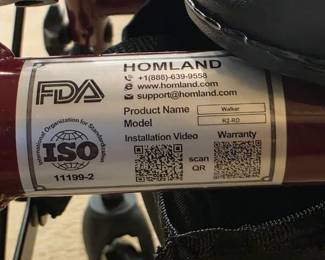 FDA
HOMLAND
+1(888)-639-9558
www.homland.com
support@homland.com
Product Name Walker
Model R2-RD
Installation Video Warranty
scan
QR
International Organization for Standardization
ISO
11199-2